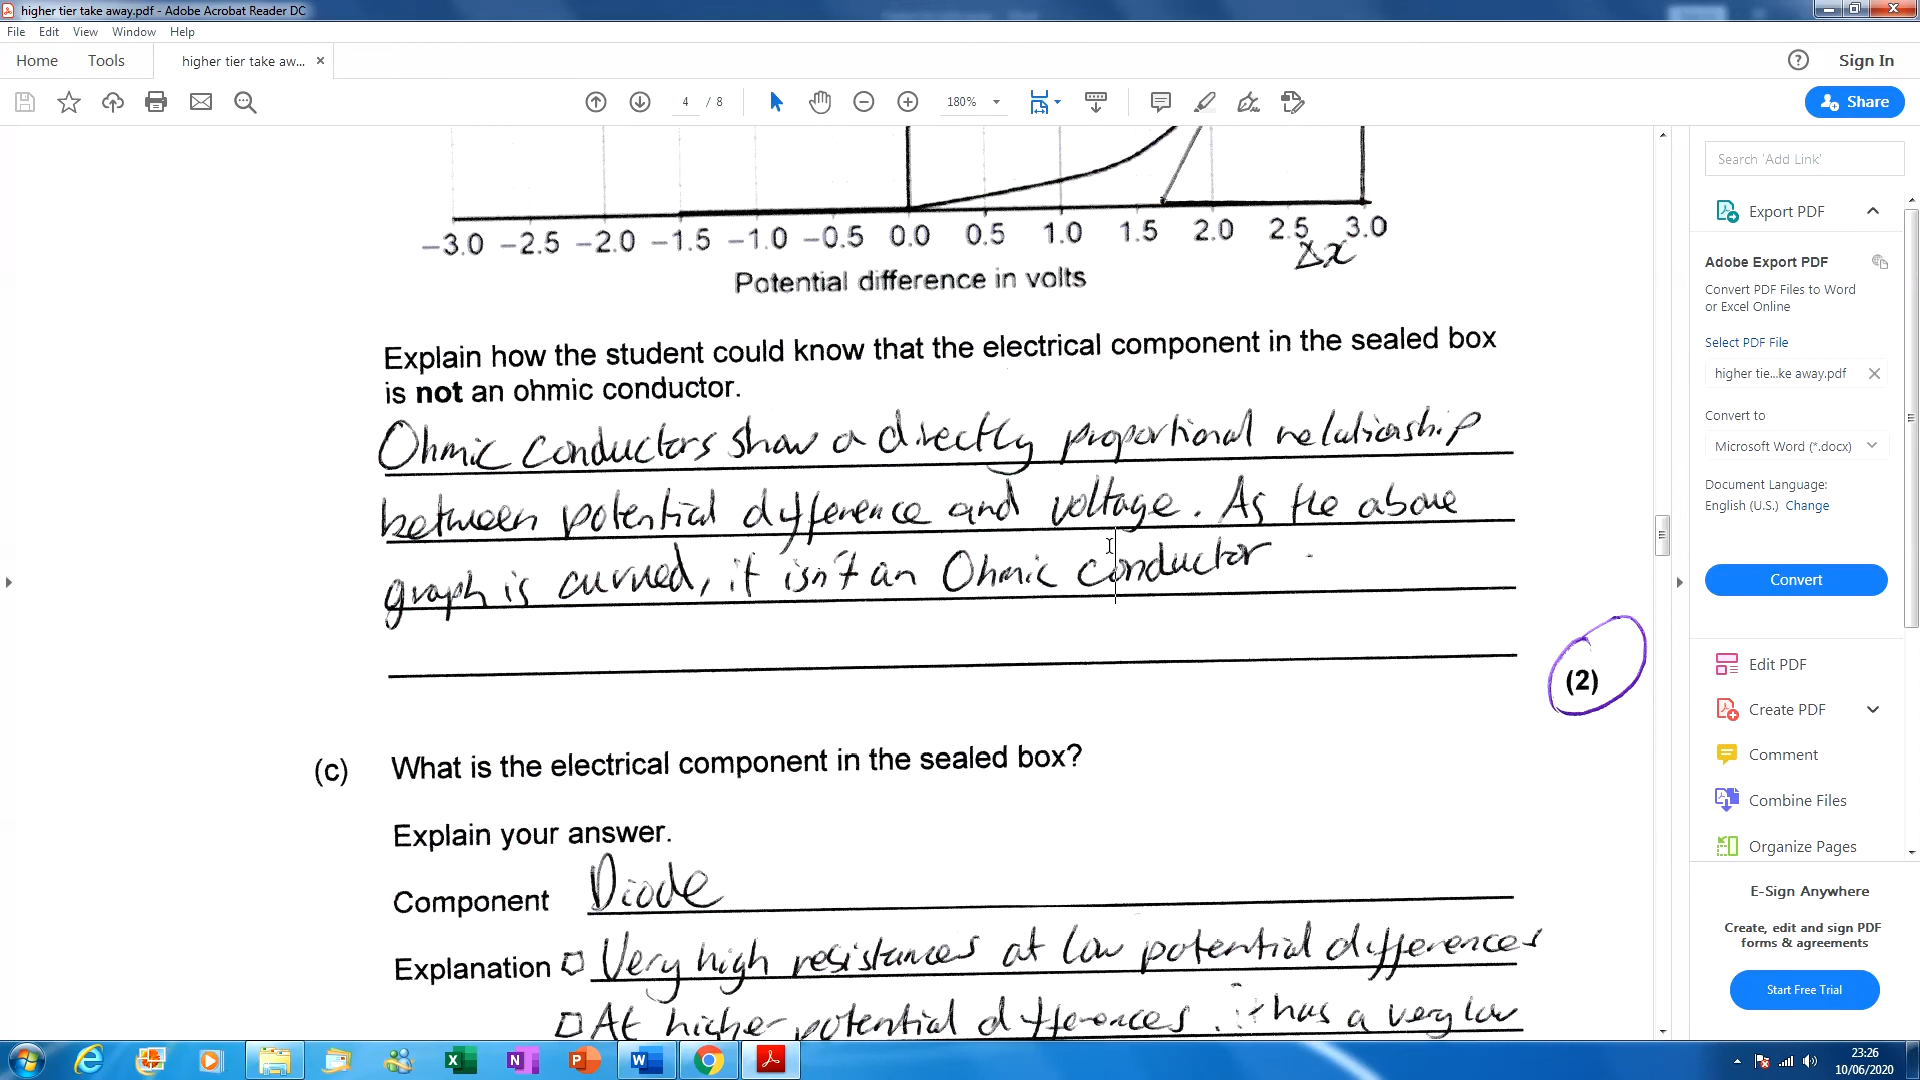 higher tier take away.pdf - Adobe Acrobat Reader DC
File Edit View Window Help
Home Tools higher tier take aw... × Sign In
4 / 8 180% Share
−3.0 −2.5 −2.0 −1.5 −1.0 −0.5 0.0 0.5 1.0 1.5 2.0 2.5 3.0
Δx
Potential difference in volts
Explain how the student could know that the electrical component in the sealed box
is not an ohmic conductor.
Ohmic conductors show a directly proportional relationship
between potential difference and voltage. As the above
graph is curved, it isn't an Ohmic conductor.
(2)
(c) What is the electrical component in the sealed box?
Explain your answer.
Component Diode
Explanation Very high resistances at low potential differences
At higher potential differences it has a very low
Search 'Add Link'
Export PDF
Adobe Export PDF
Convert PDF Files to Word
or Excel Online
Select PDF File
higher tie...ke away.pdf
Convert to
Microsoft Word (*.docx)
Document Language:
English (U.S.) Change
Convert
Edit PDF
Create PDF
Comment
Combine Files
Organize Pages
E-Sign Anywhere
Create, edit and sign PDF
forms & agreements
Start Free Trial
23:26
10/06/2020